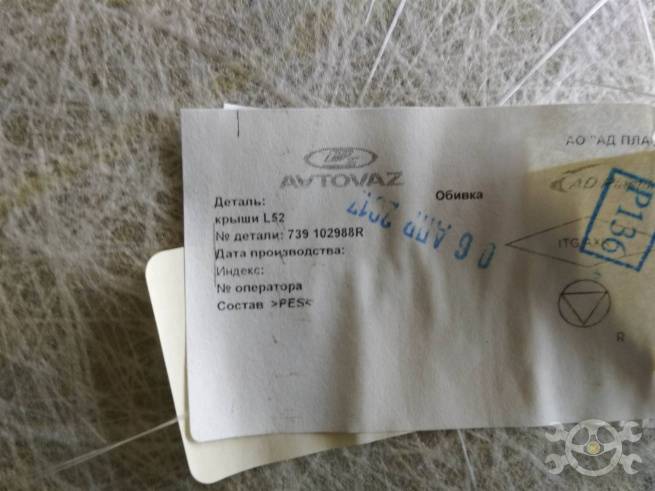 АО "АД ПЛА
AVTOVAZ
Деталь: Обивка
крыши L52
№ детали: 739 102988R
Дата производства:
06 АПР 2017
Индекс:
№ оператора
Состав >PES<
P136
R